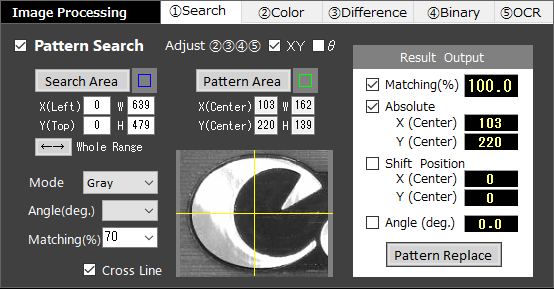 Image Processing ①Search ②Color ③Difference ④Binary ⑤OCR
Pattern Search Adjust ②③④⑤ XY θ
Search Area Pattern Area
X(Left) 0 W 639 X(Center) 103 W 162
Y(Top) 0 H 479 Y(Center) 220 H 139
←→ Whole Range
Mode Gray
Angle(deg.)
Matching(%) 70
Cross Line
Result Output
Matching(%) 100.0
Absolute
X (Center) 103
Y (Center) 220
Shift Position
X (Center) 0
Y (Center) 0
Angle (deg.) 0.0
Pattern Replace